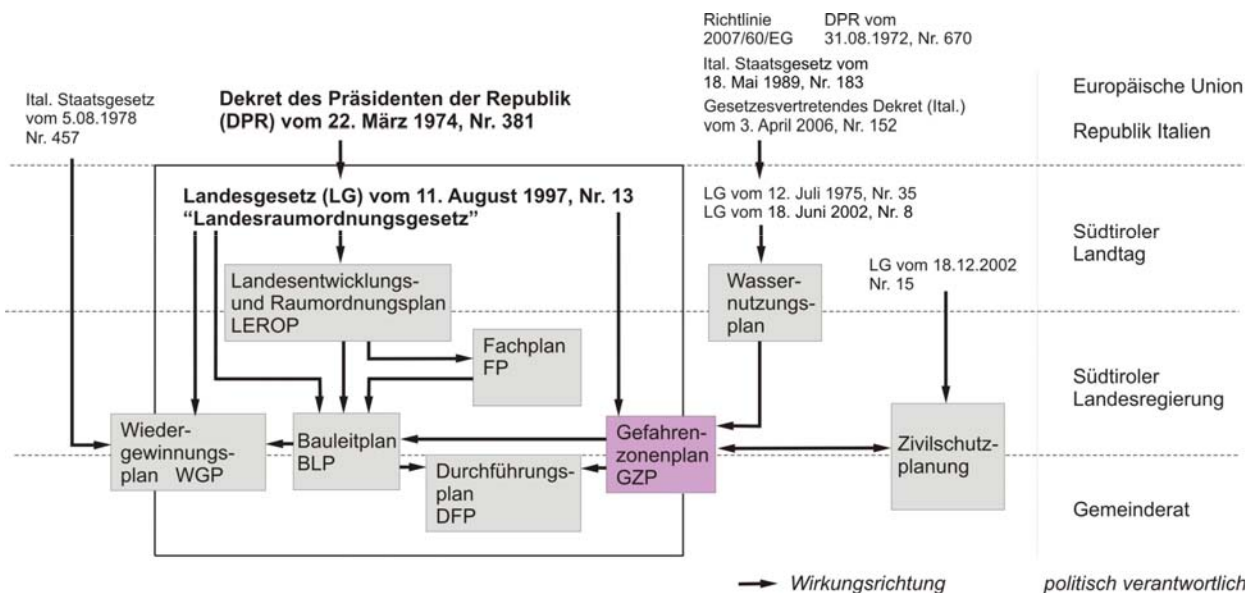 Richtlinie
2007/60/EG
DPR vom
31.08.1972, Nr. 670
Ital. Staatsgesetz vom
18. Mai 1989, Nr. 183
Gesetzesvertretendes Dekret (Ital.)
vom 3. April 2006, Nr. 152
Europäische Union
Republik Italien
Ital. Staatsgesetz
vom 5.08.1978
Nr. 457
Dekret des Präsidenten der Republik
(DPR) vom 22. März 1974, Nr. 381
Landesgesetz (LG) vom 11. August 1997, Nr. 13
“Landesraumordnungsgesetz”
LG vom 12. Juli 1975, Nr. 35
LG vom 18. Juni 2002, Nr. 8
Südtiroler
Landtag
Landesentwicklungs-
und Raumordnungsplan
LEROP
Wasser-
nutzungs-
plan
LG vom 18.12.2002
Nr. 15
Fachplan
FP
Südtiroler
Landesregierung
Wieder-
gewinnungs-
plan WGP
Bauleitplan
BLP
Durchführungs-
plan
DFP
Gefahren-
zonenplan
GZP
Zivilschutz-
planung
Gemeinderat
Wirkungsrichtung
politisch verantwortlich